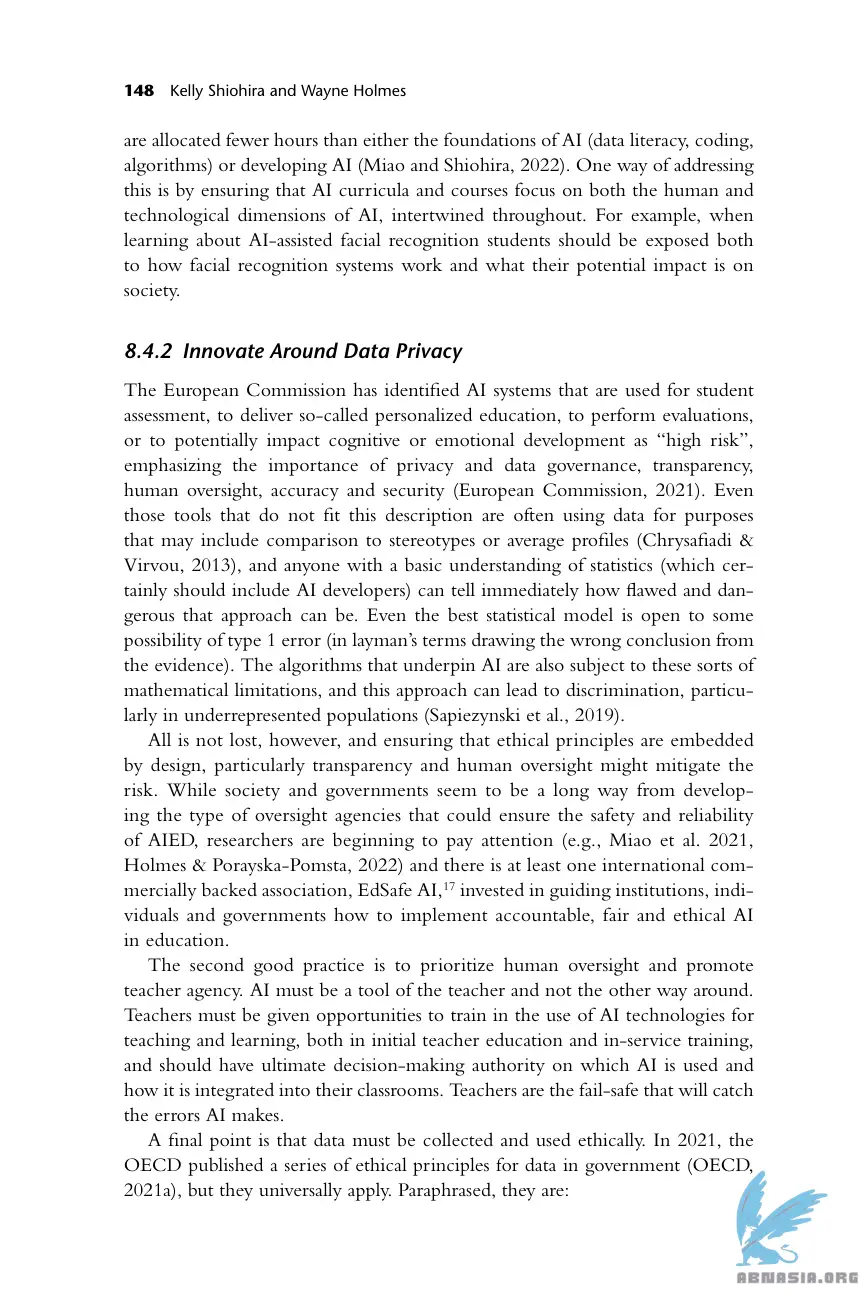 148 Kelly Shiohira and Wayne Holmes
are allocated fewer hours than either the foundations of AI (data literacy, coding,
algorithms) or developing AI (Miao and Shiohira, 2022). One way of addressing
this is by ensuring that AI curricula and courses focus on both the human and
technological dimensions of AI, intertwined throughout. For example, when
learning about AI-assisted facial recognition students should be exposed both
to how facial recognition systems work and what their potential impact is on
society.
8.4.2 Innovate Around Data Privacy
The European Commission has identified AI systems that are used for student
assessment, to deliver so-called personalized education, to perform evaluations,
or to potentially impact cognitive or emotional development as “high risk”,
emphasizing the importance of privacy and data governance, transparency,
human oversight, accuracy and security (European Commission, 2021). Even
those tools that do not fit this description are often using data for purposes
that may include comparison to stereotypes or average profiles (Chrysafiadi &
Virvou, 2013), and anyone with a basic understanding of statistics (which cer-
tainly should include AI developers) can tell immediately how flawed and dan-
gerous that approach can be. Even the best statistical model is open to some
possibility of type 1 error (in layman’s terms drawing the wrong conclusion from
the evidence). The algorithms that underpin AI are also subject to these sorts of
mathematical limitations, and this approach can lead to discrimination, particu-
larly in underrepresented populations (Sapiezynski et al., 2019).
All is not lost, however, and ensuring that ethical principles are embedded
by design, particularly transparency and human oversight might mitigate the
risk. While society and governments seem to be a long way from develop-
ing the type of oversight agencies that could ensure the safety and reliability
of AIED, researchers are beginning to pay attention (e.g., Miao et al. 2021,
Holmes & Porayska-Pomsta, 2022) and there is at least one international com-
mercially backed association, EdSafe AI,¹⁷ invested in guiding institutions, indi-
viduals and governments how to implement accountable, fair and ethical AI
in education.
The second good practice is to prioritize human oversight and promote
teacher agency. AI must be a tool of the teacher and not the other way around.
Teachers must be given opportunities to train in the use of AI technologies for
teaching and learning, both in initial teacher education and in-service training,
and should have ultimate decision-making authority on which AI is used and
how it is integrated into their classrooms. Teachers are the fail-safe that will catch
the errors AI makes.
A final point is that data must be collected and used ethically. In 2021, the
OECD published a series of ethical principles for data in government (OECD,
2021a), but they universally apply. Paraphrased, they are:
ABNASIA.ORG